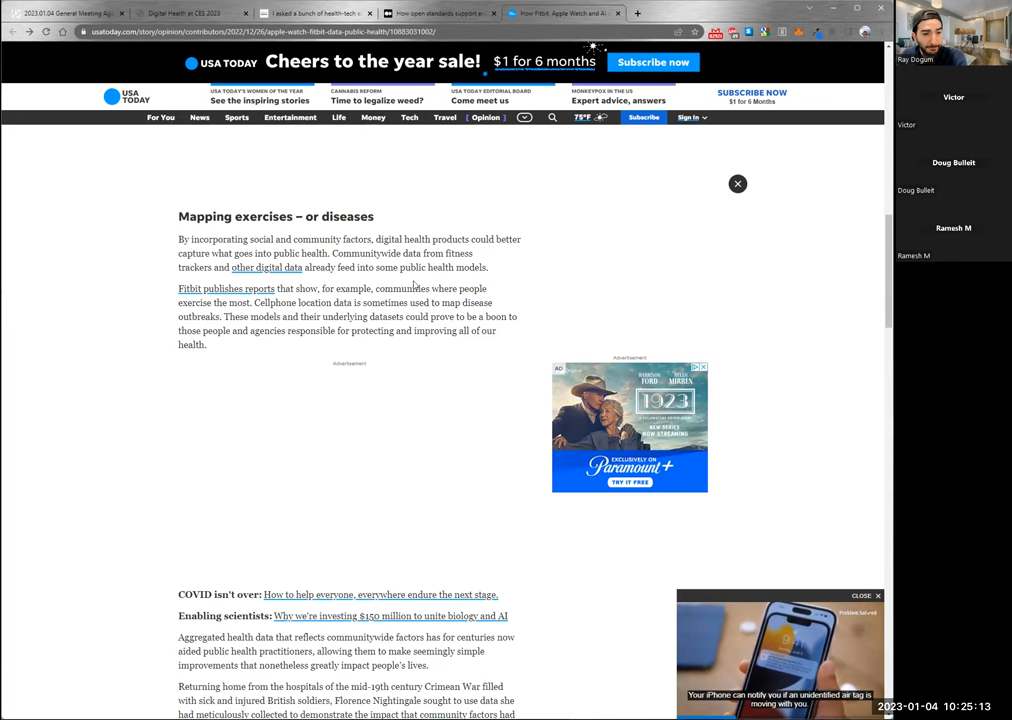 2023.01.04 General Meeting Ag
Digital Health at CES 2023
I asked a bunch of health-tech e
How open standards support e
How Fitbit, Apple Watch and AI
usatoday.com/story/opinion/contributors/2022/12/26/apple-watch-fitbit-data-public-health/10883031002/
USA TODAY Cheers to the year sale! $1 for 6 months Subscribe now
USA TODAY
USA TODAY'S WOMEN OF THE YEAR
See the inspiring stories
CANNABIS REFORM
Time to legalize weed?
USA TODAY EDITORIAL BOARD
Come meet us
MONKEYPOX IN THE US
Expert advice, answers
SUBSCRIBE NOW
$1 for 6 Months
For You News Sports Entertainment Life Money Tech Travel [ Opinion ] 75°F Subscribe Sign In
Mapping exercises – or diseases
By incorporating social and community factors, digital health products could better
capture what goes into public health. Communitywide data from fitness
trackers and other digital data already feed into some public health models.
Fitbit publishes reports that show, for example, communities where people
exercise the most. Cellphone location data is sometimes used to map disease
outbreaks. These models and their underlying datasets could prove to be a boon to
those people and agencies responsible for protecting and improving all of our
health.
Advertisement
Advertisement
AD
HARRISON FORD HELEN MIRREN
1923
NEW SERIES
NOW STREAMING
EXCLUSIVELY ON
Paramount+
TRY IT FREE
COVID isn't over: How to help everyone, everywhere endure the next stage.
Enabling scientists: Why we're investing $150 million to unite biology and AI
Aggregated health data that reflects communitywide factors has for centuries now
aided public health practitioners, allowing them to make seemingly simple
improvements that nonetheless greatly impact people's lives.
Returning home from the hospitals of the mid-19th century Crimean War filled
with sick and injured British soldiers, Florence Nightingale sought to use data she
had meticulously collected to demonstrate the impact that community factors had
CLOSE X
Problem Solved
Your iPhone can notify you if an unidentified air tag is
moving with you
Ray Dogum
Victor
Victor
Doug Bulleit
Doug Bulleit
Ramesh M
Ramesh M
2023-01-04 10:25:13